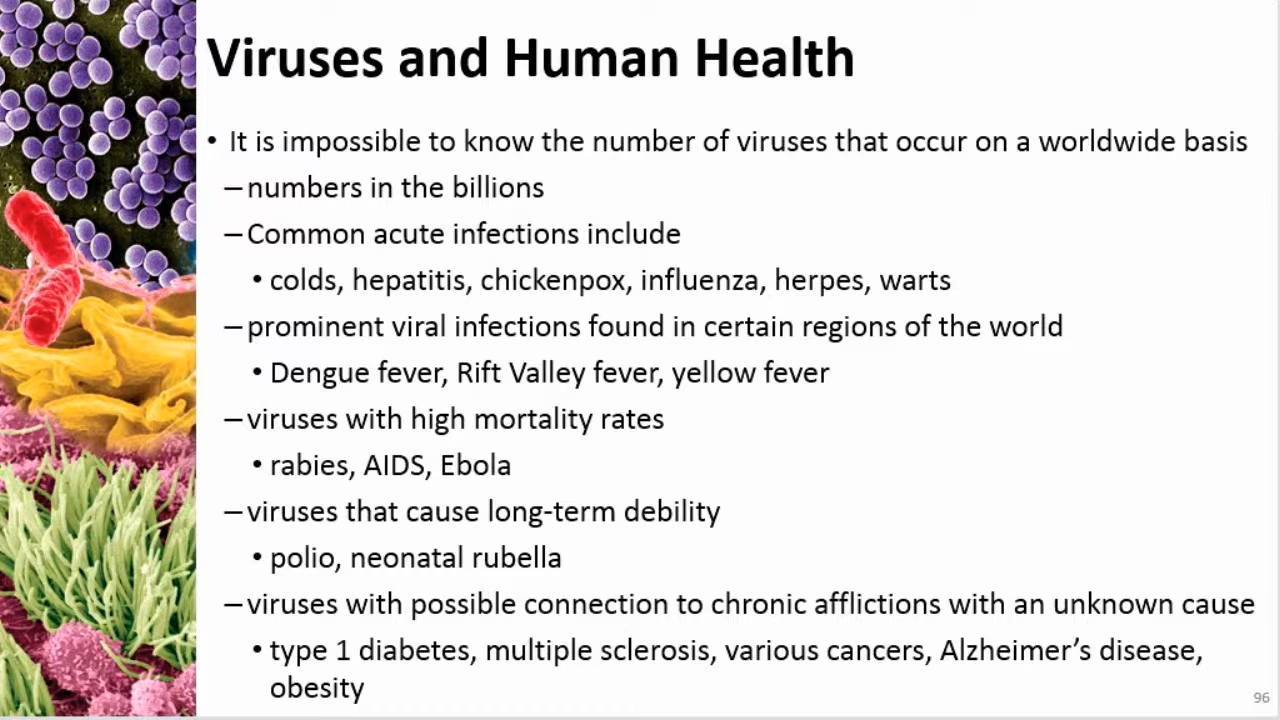 Viruses and Human Health
• It is impossible to know the number of viruses that occur on a worldwide basis
– numbers in the billions
– Common acute infections include
• colds, hepatitis, chickenpox, influenza, herpes, warts
– prominent viral infections found in certain regions of the world
• Dengue fever, Rift Valley fever, yellow fever
– viruses with high mortality rates
• rabies, AIDS, Ebola
– viruses that cause long-term debility
• polio, neonatal rubella
– viruses with possible connection to chronic afflictions with an unknown cause
• type 1 diabetes, multiple sclerosis, various cancers, Alzheimer’s disease,
obesity
96